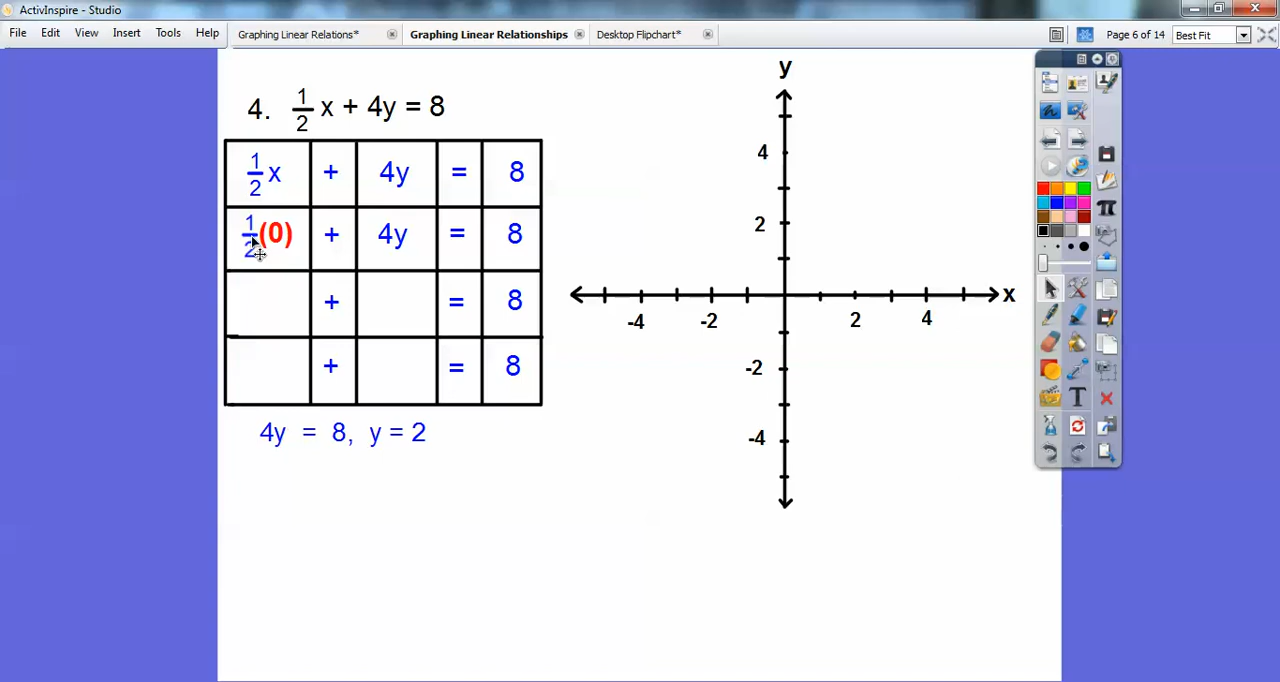 ActivInspire - Studio
File Edit View Insert Tools Help Graphing Linear Relations* Graphing Linear Relationships Desktop Flipchart* Page 6 of 14 Best Fit
4. 1/2 x + 4y = 8
1/2 x + 4y = 8
1/2 (0) + 4y = 8
+ = 8
+ = 8
4y = 8, y = 2
y
4
2
x
-4 -2 2 4
-2
-4